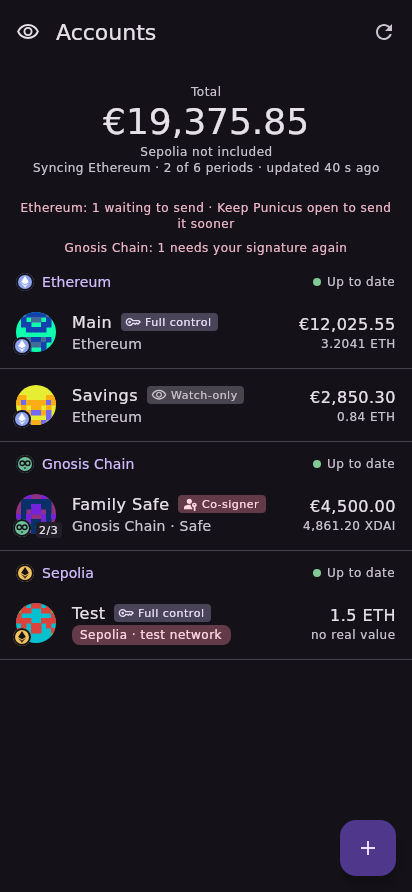 Accounts
Total
€19,375.85
Sepolia not included
Syncing Ethereum · 2 of 6 periods · updated 40 s ago
Ethereum: 1 waiting to send · Keep Punicus open to send
it sooner
Gnosis Chain: 1 needs your signature again
Ethereum Up to date
Main Full control €12,025.55
Ethereum 3.2041 ETH
Savings Watch-only €2,850.30
Ethereum 0.84 ETH
Gnosis Chain Up to date
Family Safe Co-signer €4,500.00
2/3 Gnosis Chain · Safe 4,861.20 XDAI
Sepolia Up to date
Test Full control 1.5 ETH
Sepolia · test network no real value